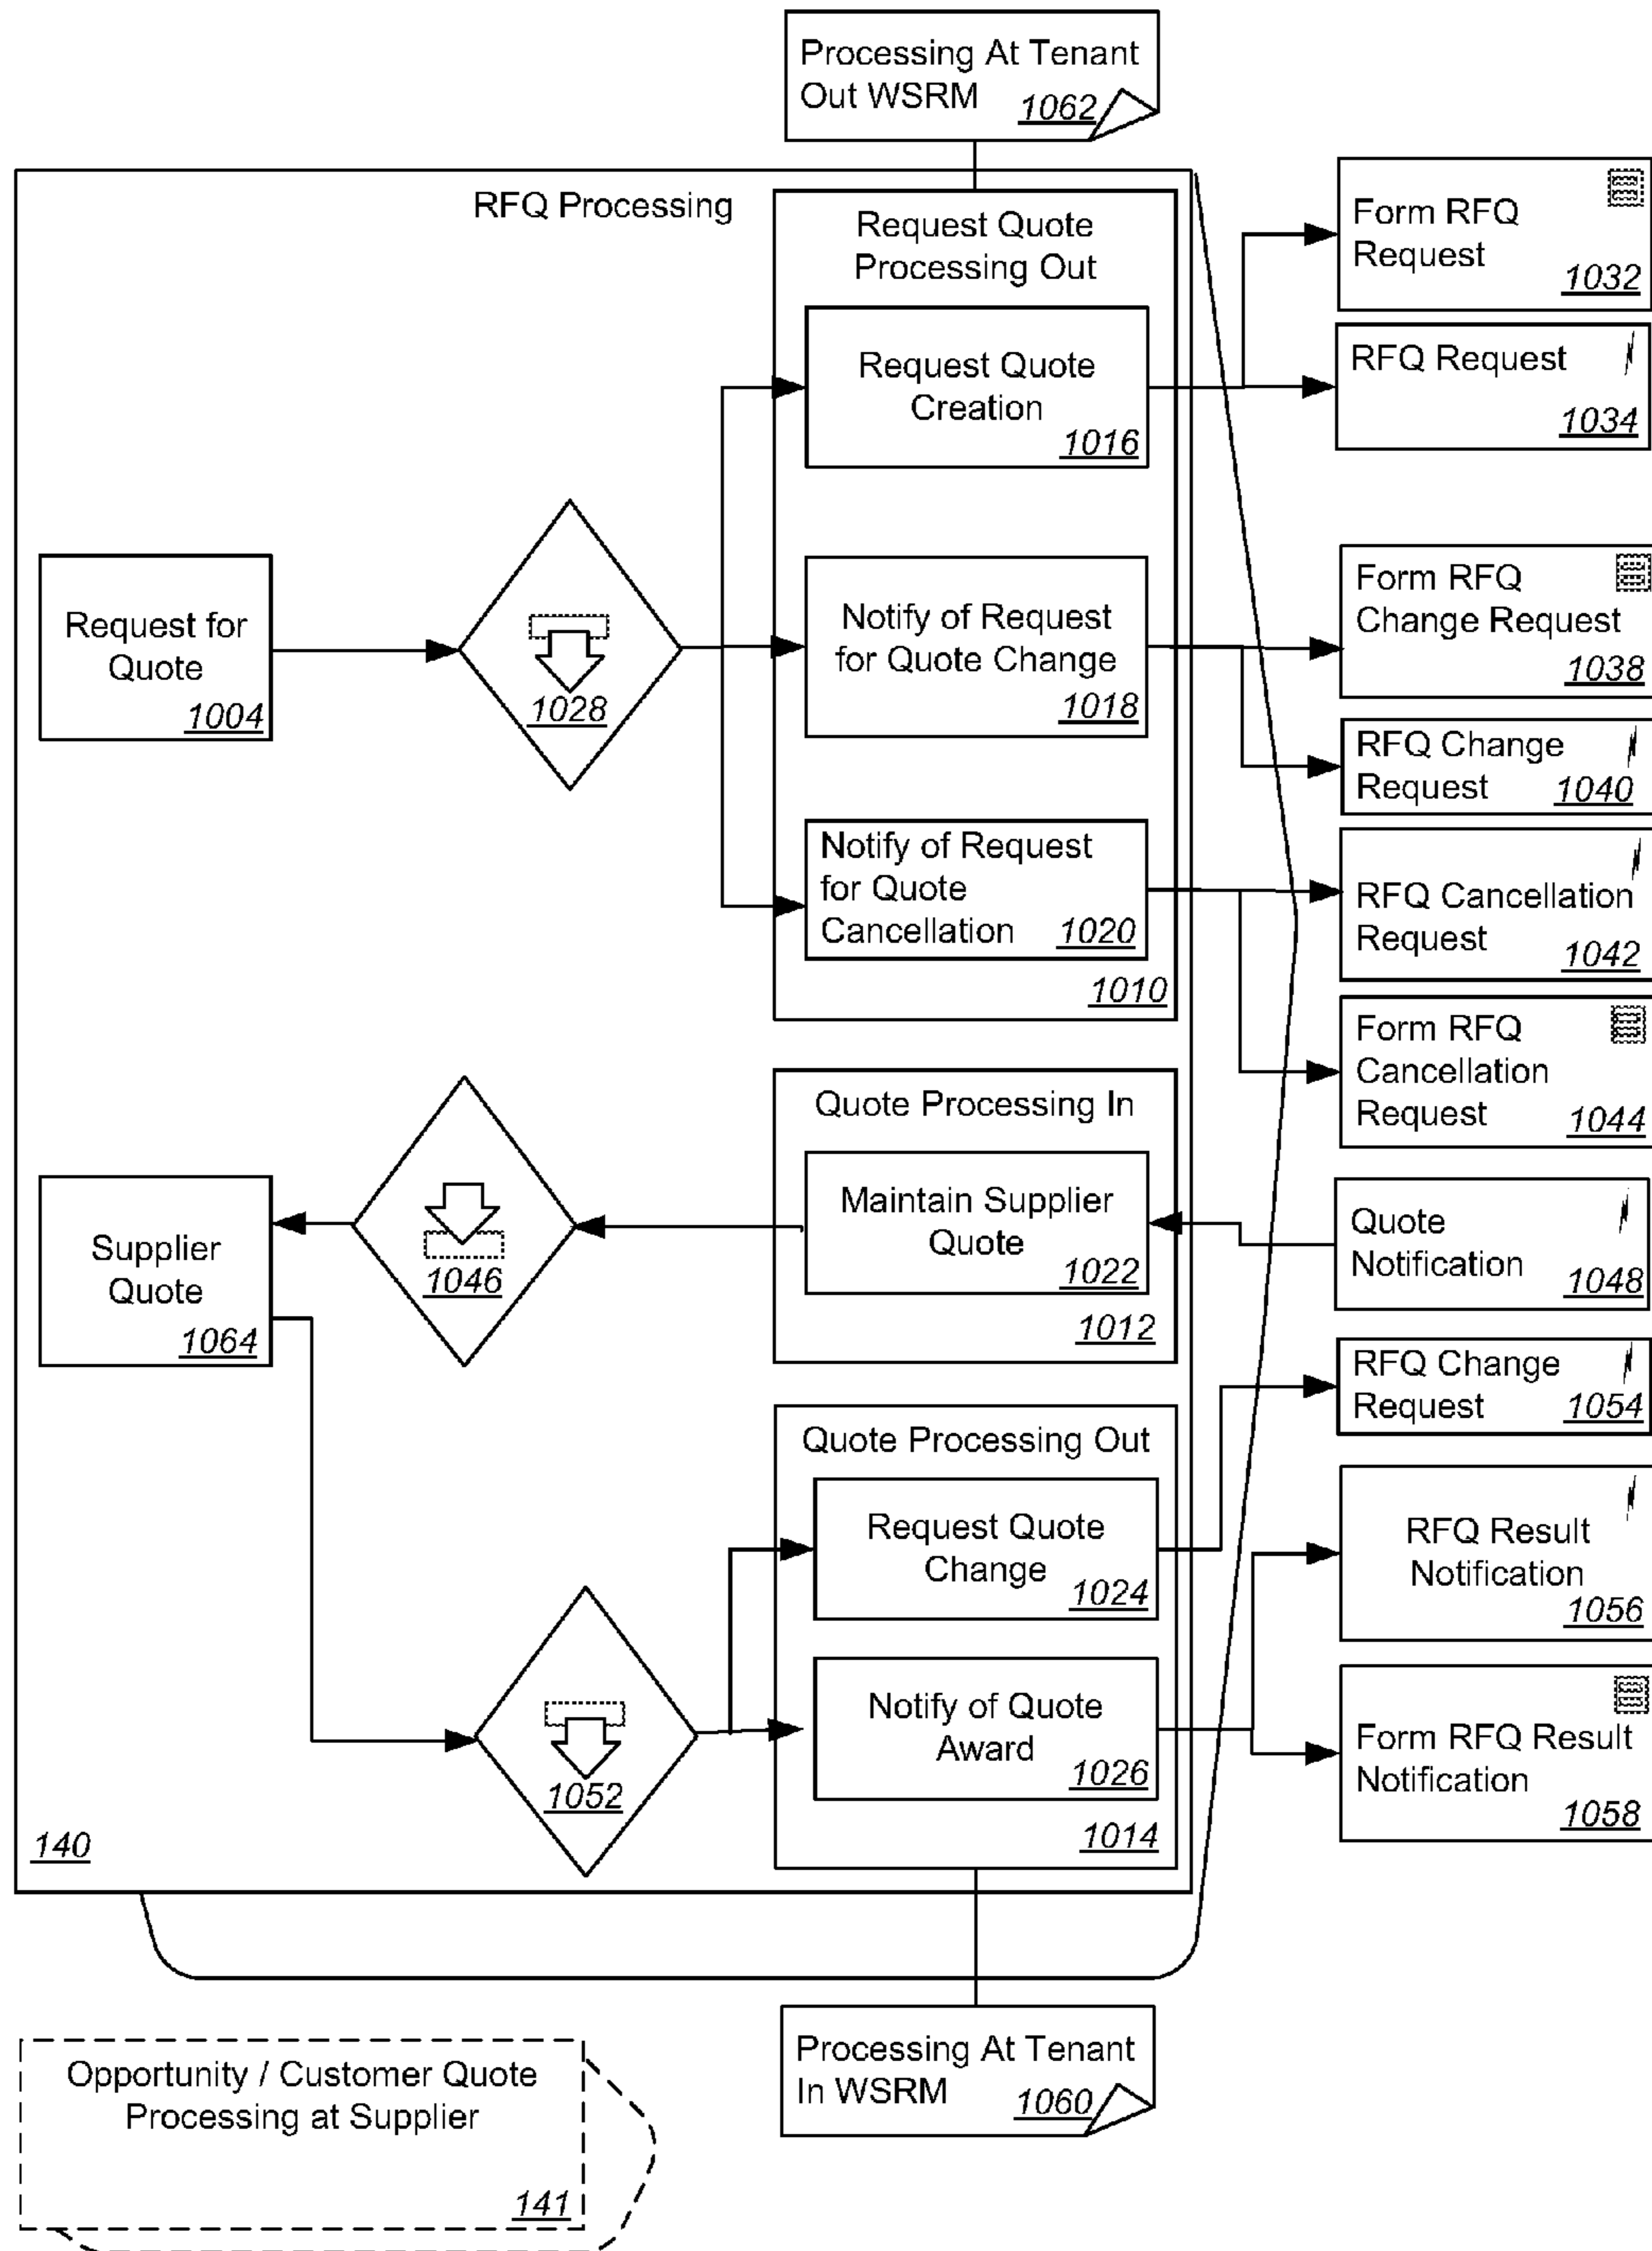 Processing At Tenant
Out WSRM 1062
RFQ Processing
Request Quote
Processing Out
Request Quote
Creation
1016
Notify of Request
for Quote Change
1018
Notify of Request
for Quote
Cancellation 1020
1010
Form RFQ
Request
1032
RFQ Request
1034
Form RFQ
Change Request
1038
RFQ Change
Request 1040
RFQ Cancellation
Request
1042
Form RFQ
Cancellation
Request 1044
Request for
Quote
1004
1028
Quote Processing In
Maintain Supplier
Quote
1022
1012
Quote
Notification 1048
Supplier
Quote
1064
1046
RFQ Change
Request 1054
Quote Processing Out
Request Quote
Change
1024
Notify of Quote
Award
1026
1014
RFQ Result
Notification
1056
Form RFQ Result
Notification
1058
1052
140
Processing At Tenant
In WSRM 1060
Opportunity / Customer Quote
Processing at Supplier
141